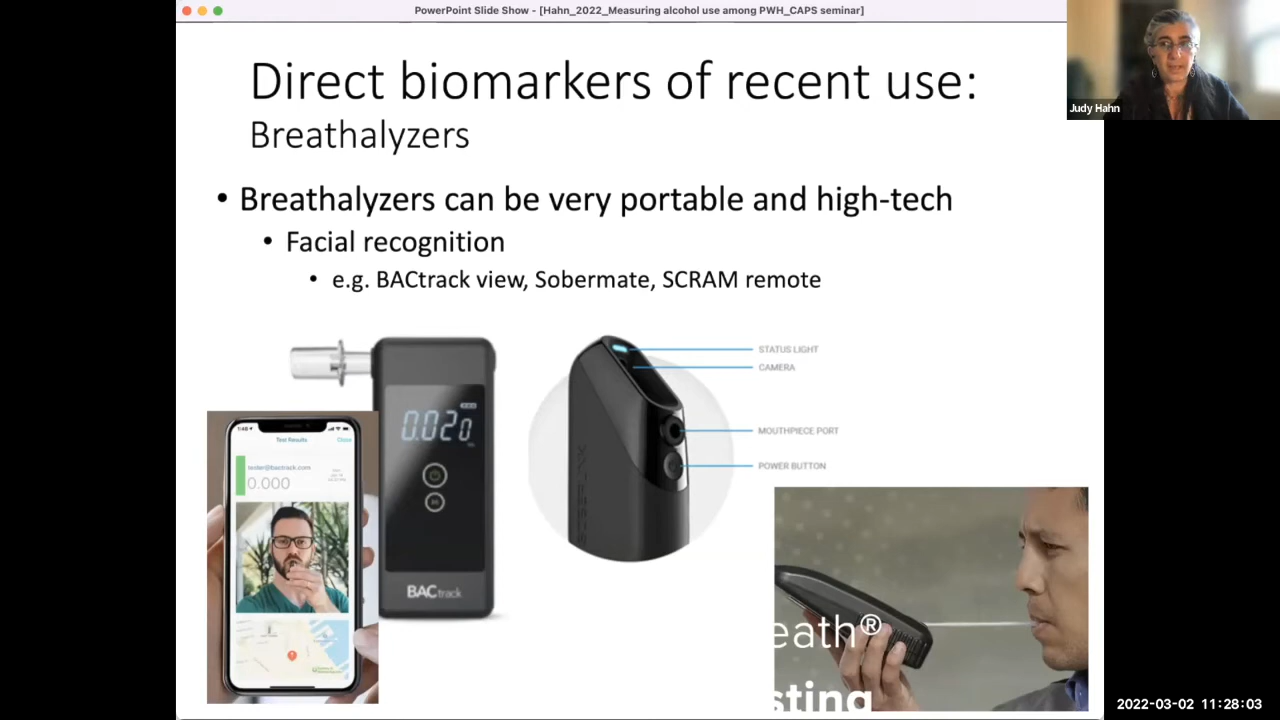 PowerPoint Slide Show - [Hahn_2022_Measuring alcohol use among PWH_CAPS seminar]
Judy Hahn
Direct biomarkers of recent use:
Breathalyzers
• Breathalyzers can be very portable and high-tech
• Facial recognition
• e.g. BACtrack view, Sobermate, SCRAM remote
STATUS LIGHT
CAMERA
MOUTHPIECE PORT
POWER BUTTON
0.020
BACtrack
1:48
Test Results
Close
tester@bactrack.com
0.000
eath®
sting
2022-03-02 11:28:03